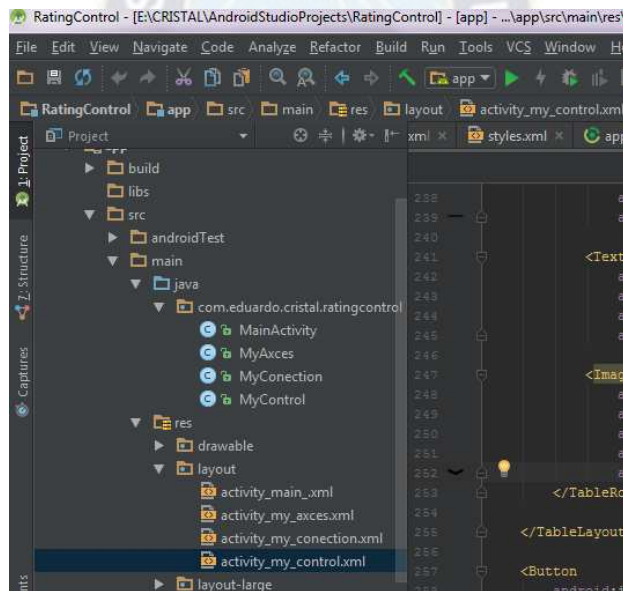 RatingControl - [E:\CRISTAL\AndroidStudioProjects\RatingControl] - [app] - ...\app\src\main\res\
File Edit View Navigate Code Analyze Refactor Build Run Tools VCS Window
app
RatingControl app src main res layout activity_my_control.xml
1: Project
Project
xml styles.xml
build
libs
src
androidTest
main
java
com.eduardo.cristal.ratingcontrol
MainActivity
MyAxces
MyConection
MyControl
res
drawable
layout
activity_main_.xml
activity_my_axces.xml
activity_my_conection.xml
activity_my_control.xml
layout-large
7: Structure
Captures
238
239
240
241 <Text
242
243
244
245
246
247 <Imag
248
249
250
251
252
253 </TableRo
254
255 </TableLayout
256
257 <Button